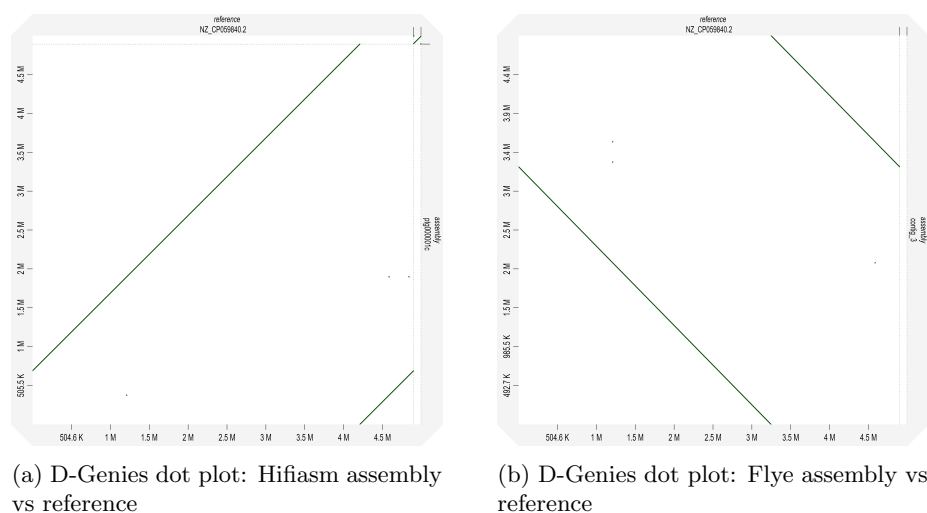 reference
NZ_CP059840.2
4.5 M
4 M
3.5 M
3 M
2.5 M
2 M
1.5 M
1 M
505.5 K
504.6 K 1 M 1.5 M 2 M 2.5 M 3 M 3.5 M 4 M 4.5 M
assembly
ptg000001c
reference
NZ_CP059840.2
4.4 M
3.9 M
3.4 M
3 M
2.5 M
2 M
1.5 M
985.5 K
492.7 K
504.6 K 1 M 1.5 M 2 M 2.5 M 3 M 3.5 M 4 M 4.5 M
assembly
contig_3
(a) D-Genies dot plot: Hifiasm assembly
vs reference
(b) D-Genies dot plot: Flye assembly vs
reference